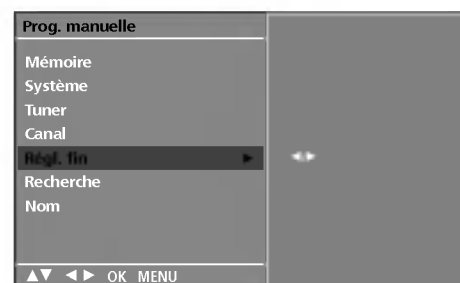 Prog. manuelle
Mémoire
Système
Tuner
Canal
Régl. fin ►
Recherche
Nom
▲▼ ◄► OK MENU